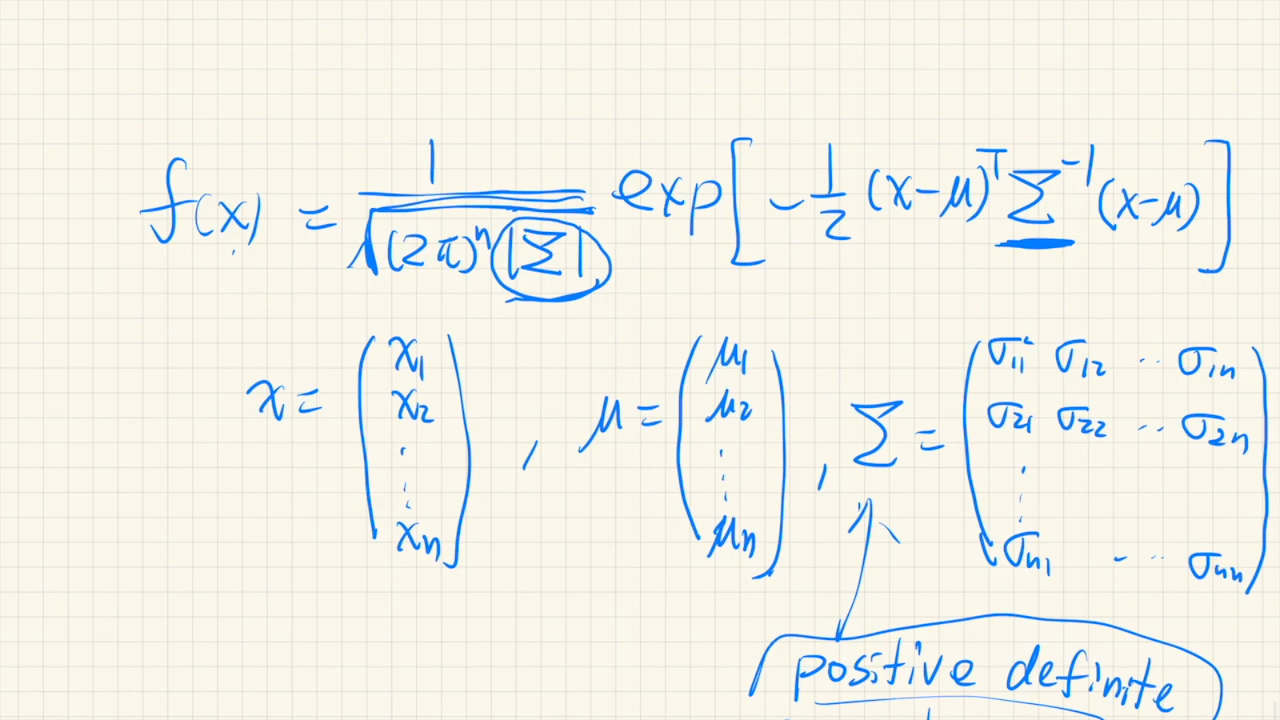 f(x) = 1/√((2π)ⁿ|Σ|) exp[-1/2 (x-μ)ᵀ Σ⁻¹ (x-μ)]
x = (x₁ x₂ ⋮ xₙ), μ = (μ₁ μ₂ ⋮ μₙ), Σ = (σ₁₁ σ₁₂ ·· σ₁ₙ σ₂₁ σ₂₂ ·· σ₂ₙ ⋮ σₙ₁ ·· ·· σₙₙ)
positive definite